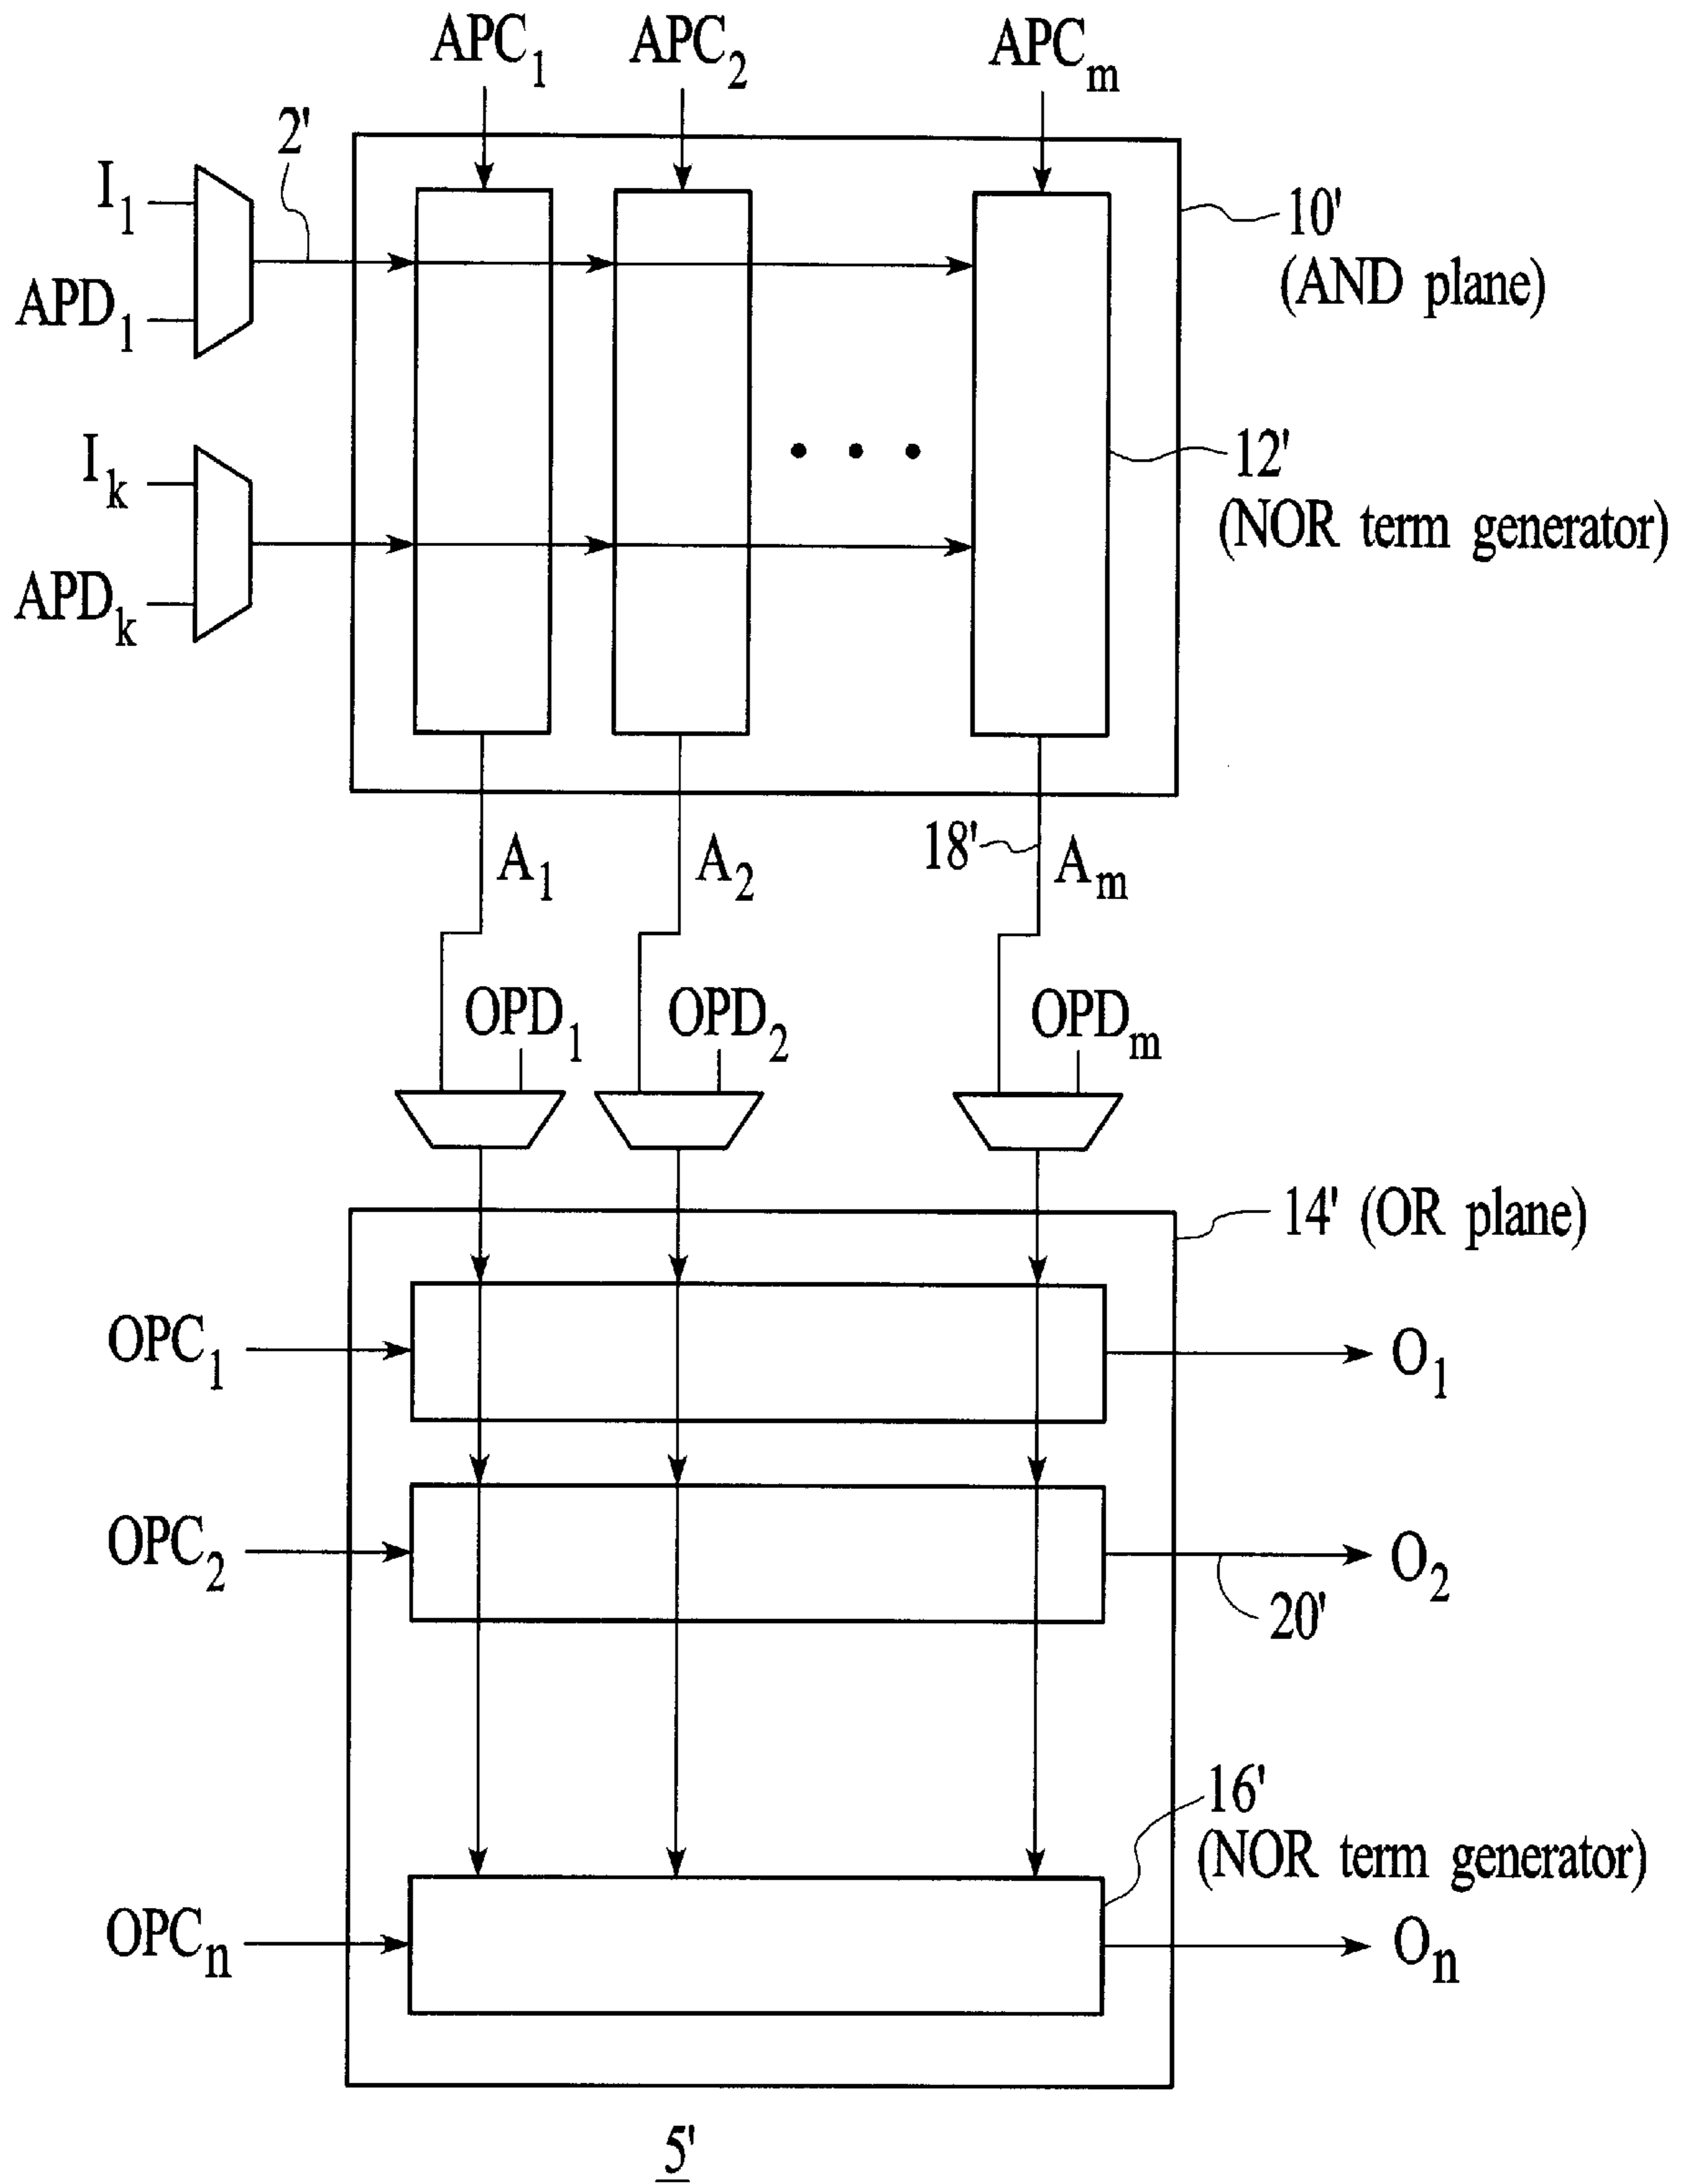 APC1 APC2 APCm
2'
I1
APD1
10'
(AND plane)
Ik
APDk
12'
(NOR term generator)
A1 A2 18' Am
OPD1 OPD2 OPDm
14' (OR plane)
OPC1 O1
OPC2 O2
20'
16'
(NOR term generator)
OPCn On
5'